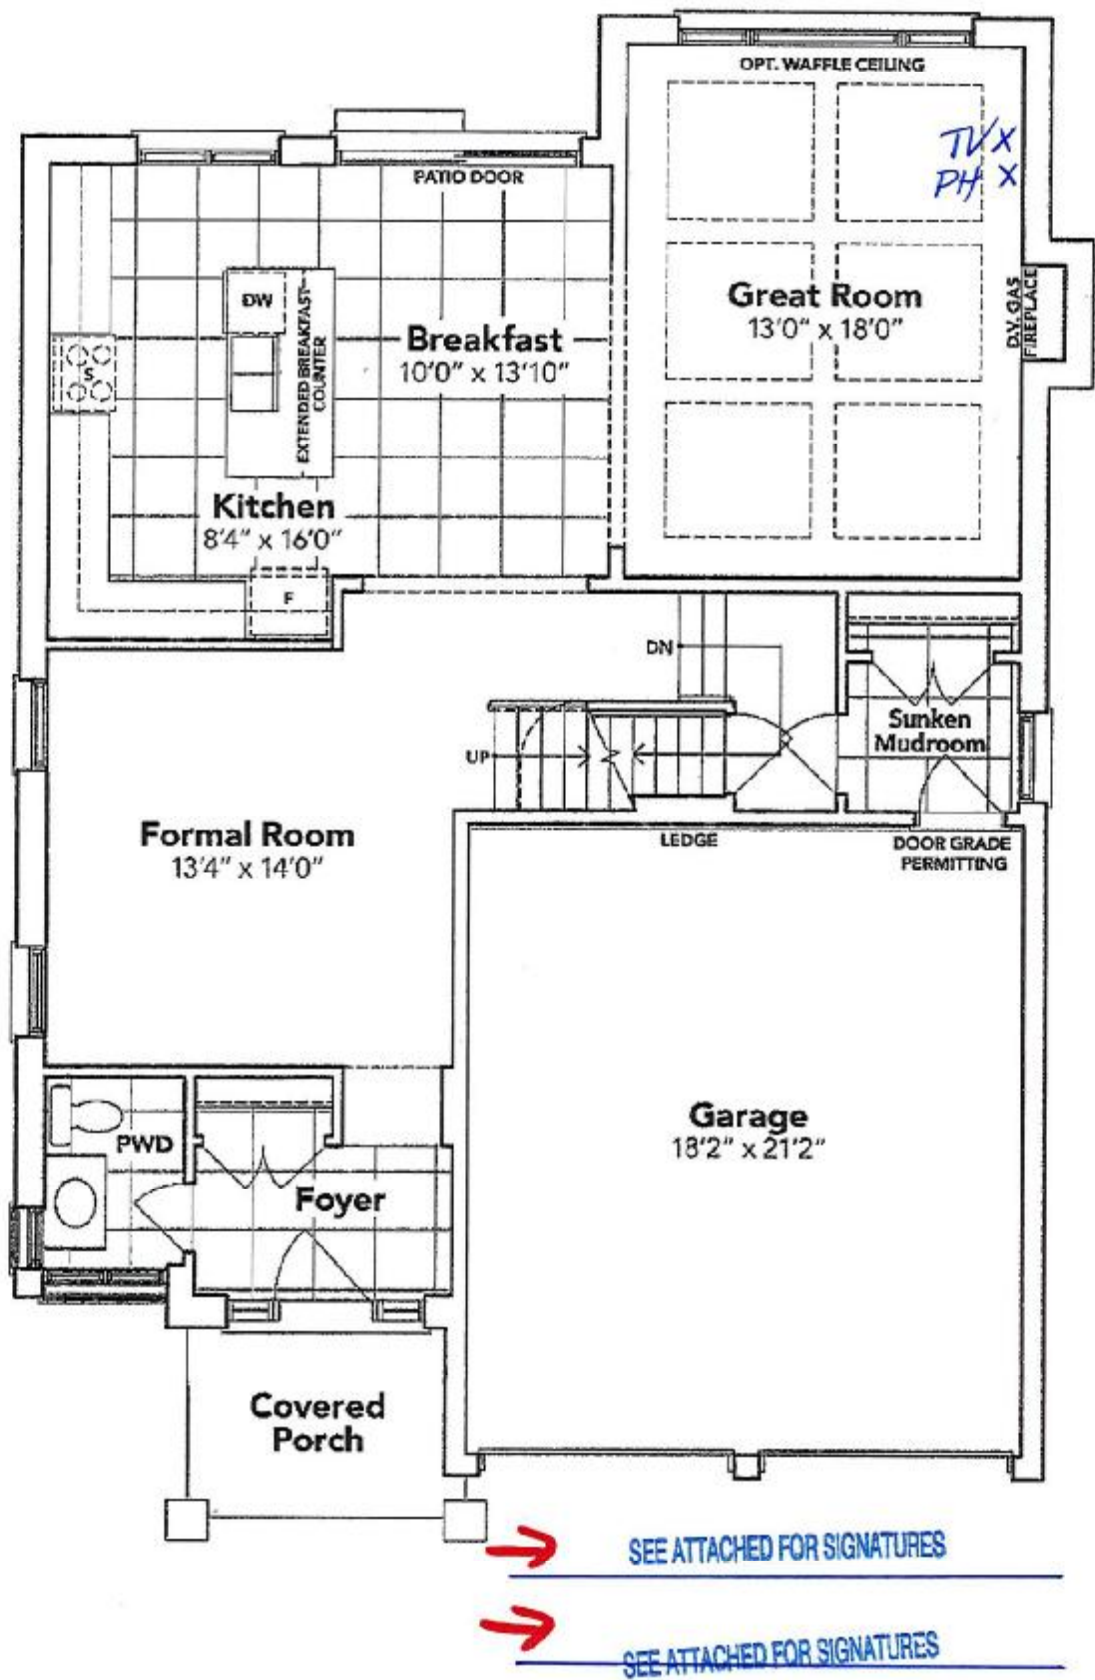 OPT. WAFFLE CEILING
TV X
PH X
PATIO DOOR
DW
EXTENDED BREAKFAST
COUNTER
Great Room
13'0" x 18'0"
D.V. GAS
FIREPLACE
Breakfast
10'0" x 13'10"
S
Kitchen
8'4" x 16'0"
F
DN
UP
Sunken
Mudroom
Formal Room
13'4" x 14'0"
LEDGE
DOOR GRADE
PERMITTING
PWD
Foyer
Garage
18'2" x 21'2"
Covered
Porch
SEE ATTACHED FOR SIGNATURES
SEE ATTACHED FOR SIGNATURES